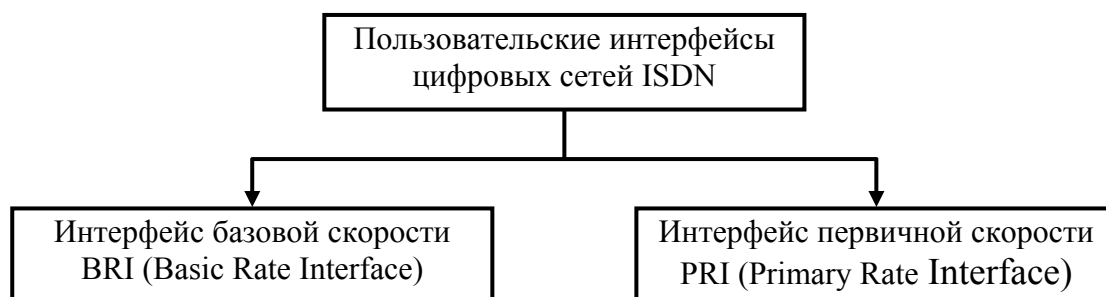 Пользовательские интерфейсы
цифровых сетей ISDN
Интерфейс базовой скорости
BRI (Basic Rate Interface)
Интерфейс первичной скорости
PRI (Primary Rate Interface)